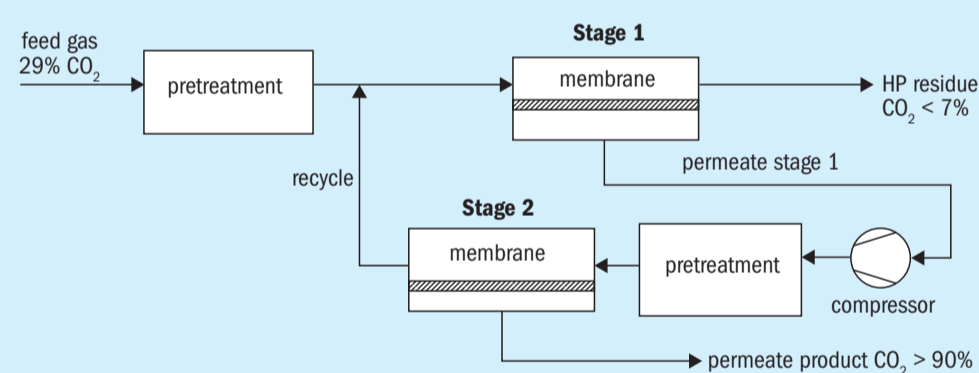 feed gas
29% CO₂
pretreatment
Stage 1
membrane
HP residue
CO₂ < 7%
permeate stage 1
recycle
Stage 2
membrane
pretreatment
compressor
permeate product CO₂ > 90%